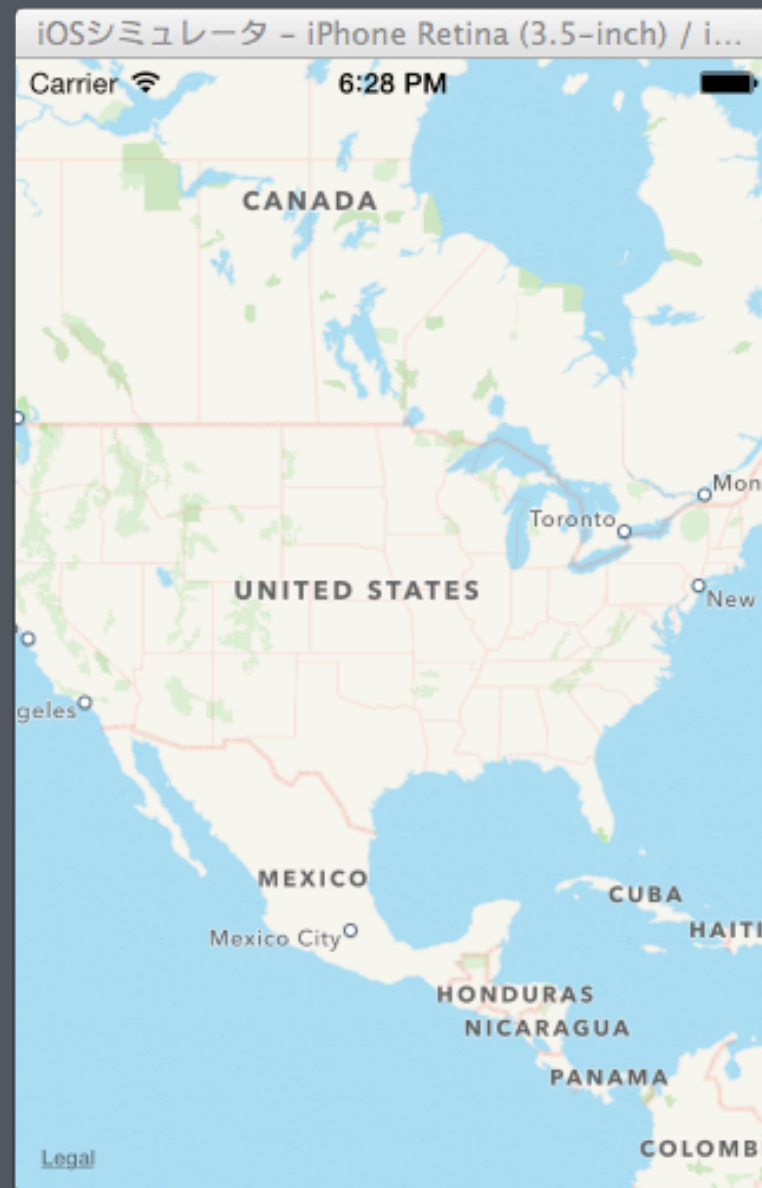 iOSシミュレータ – iPhone Retina (3.5-inch) / i...
Carrier 6:28 PM
CANADA
Mon
Toronto
UNITED STATES
New
geles
MEXICO
CUBA
HAITI
Mexico City
HONDURAS
NICARAGUA
PANAMA
COLOMB
Legal